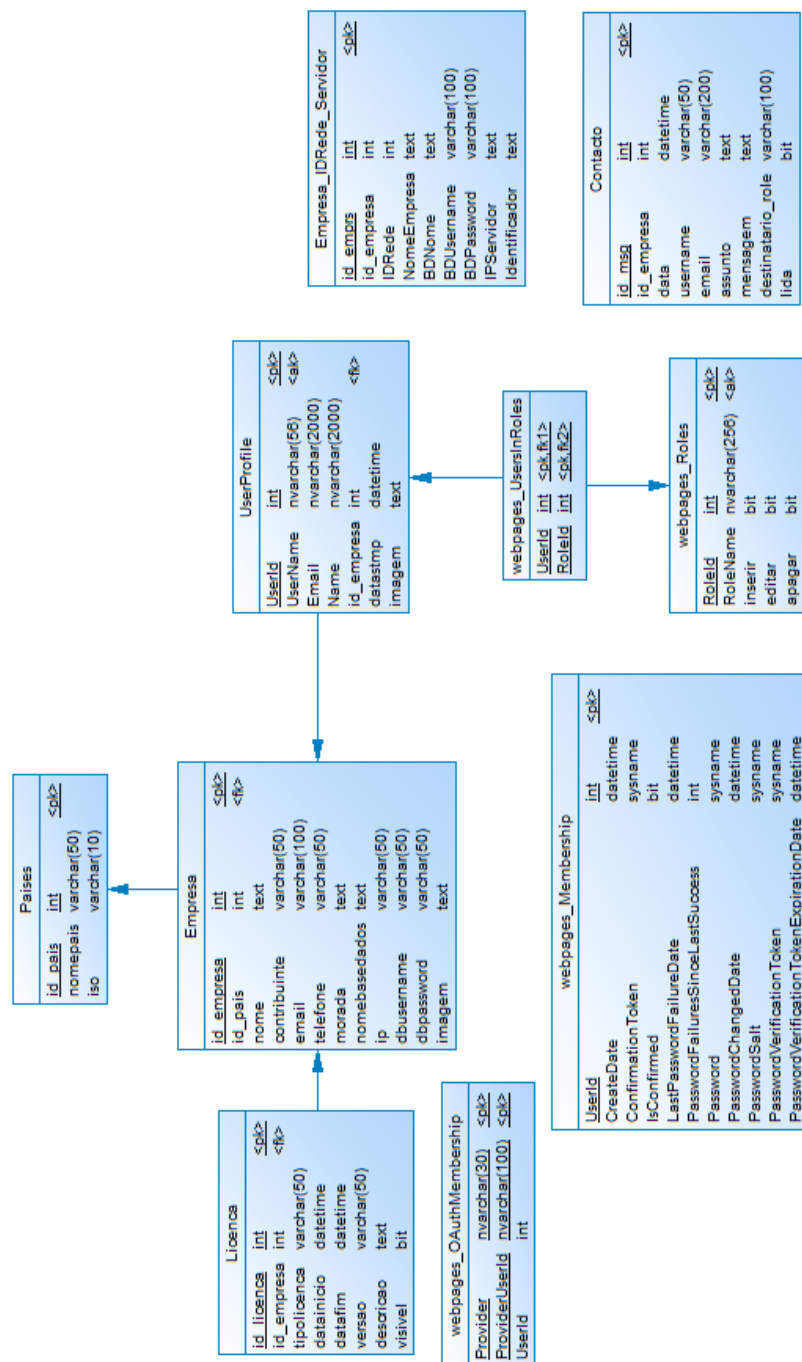 Paises
id_pais int <pk>
nomepais varchar(50)
iso varchar(10)
Licenca
id_licenca int <pk>
id_empresa int <fk>
tipolicenca varchar(50)
datainicio datetime
datafim datetime
versao varchar(50)
descricao text
visivel bit
Empresa
id_empresa int <pk>
id_pais int <fk>
nome text
contribuinte varchar(50)
email varchar(100)
telefone varchar(50)
morada text
nomebasedados text
ip varchar(50)
dbusername varchar(50)
dbpassword varchar(50)
imagem text
UserProfile
UserId int <pk>
UserName nvarchar(56) <ak>
Email nvarchar(2000)
Name nvarchar(2000)
id_empresa int <fk>
datastmp datetime
imagem text
Empresa_IDRede_Servidor
id_emprs int <pk>
id_empresa int
IDRede int
NomeEmpresa text
BDNome text
BDUsername varchar(100)
BDPassword varchar(100)
IPServidor text
Identificador text
webpages_OAuthMembership
Provider nvarchar(30) <pk>
ProviderUserId nvarchar(100) <pk>
UserId int
webpages_UsersInRoles
UserId int <pk,fk1>
RoleId int <pk,fk2>
webpages_Membership
UserId int <pk>
CreateDate datetime
ConfirmationToken sysname
IsConfirmed bit
LastPasswordFailureDate datetime
PasswordFailuresSinceLastSuccess int
Password sysname
PasswordChangedDate datetime
PasswordSalt sysname
PasswordVerificationToken sysname
PasswordVerificationTokenExpirationDate datetime
webpages_Roles
RoleId int <pk>
RoleName nvarchar(256) <ak>
inserir bit
editar bit
apagar bit
Contacto
id_msg int <pk>
id_empresa int
data datetime
username varchar(50)
email varchar(200)
assunto text
mensagem text
destinatario_role varchar(100)
lida bit